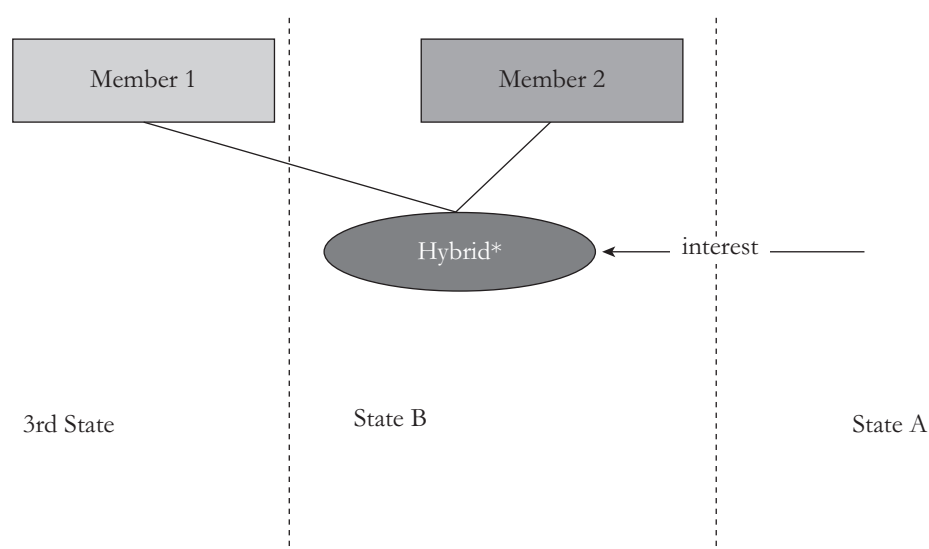 Member 1
Member 2
Hybrid*
interest
3rd State
State B
State A